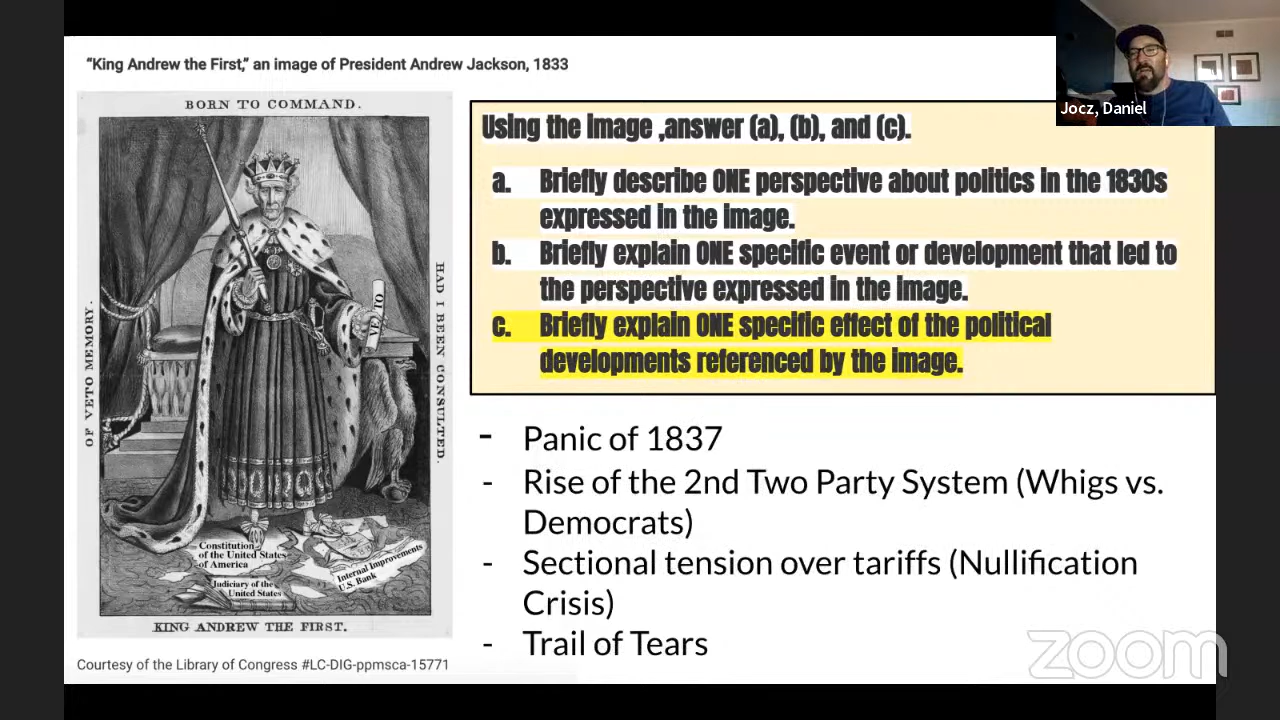 “King Andrew the First,” an image of President Andrew Jackson, 1833
BORN TO COMMAND.
OF VETO MEMORY.
HAD I BEEN CONSULTED.
VETO
Constitution
of the United States
of America
Judiciary of the
United States
Internal Improvements
U.S. Bank
KING ANDREW THE FIRST.
Courtesy of the Library of Congress #LC-DIG-ppmsca-15771
Using the image ,answer (a), (b), and (c).
a. Briefly describe ONE perspective about politics in the 1830s
expressed in the image.
b. Briefly explain ONE specific event or development that led to
the perspective expressed in the image.
c. Briefly explain ONE specific effect of the political
developments referenced by the image.
- Panic of 1837
- Rise of the 2nd Two Party System (Whigs vs.
Democrats)
- Sectional tension over tariffs (Nullification
Crisis)
- Trail of Tears
Jocz, Daniel
zoom